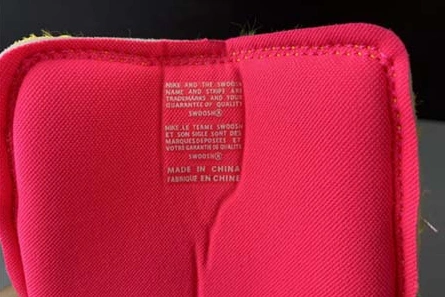 NIKE AND THE SWOOSH
NAME AND STRIPE ARE
TRADEMARKS AND YOUR
GUARANTEE OF QUALITY
SWOOSH®
NIKE.LE TERME SWOOSH
ET SON SIGLE SONT DES
MARQUES DEPOSEES ET
VOTRE GARANTIE DE QUALITE
SWOOSH®
MADE IN CHINA
FABRIQUE EN CHINE